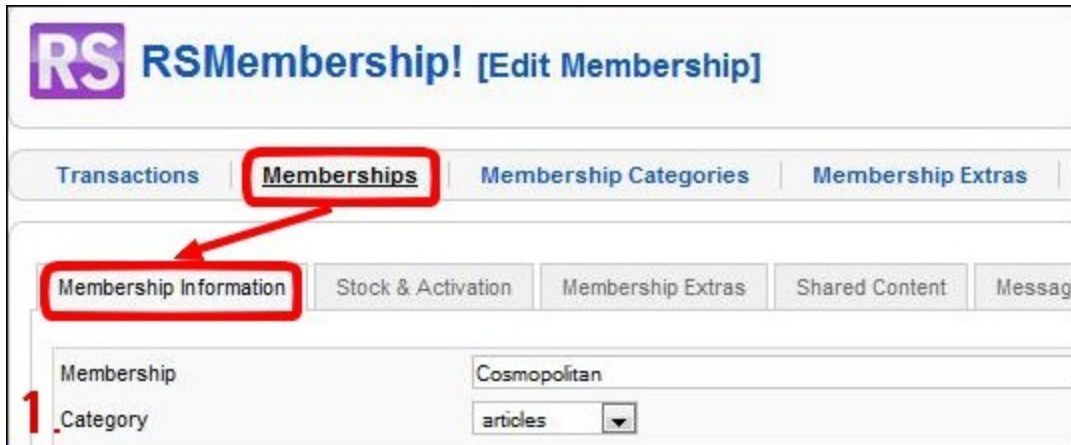 RS RSMembership! [Edit Membership]
Transactions Memberships Membership Categories Membership Extras
Membership Information Stock & Activation Membership Extras Shared Content Messag
Membership Cosmopolitan
1. Category articles